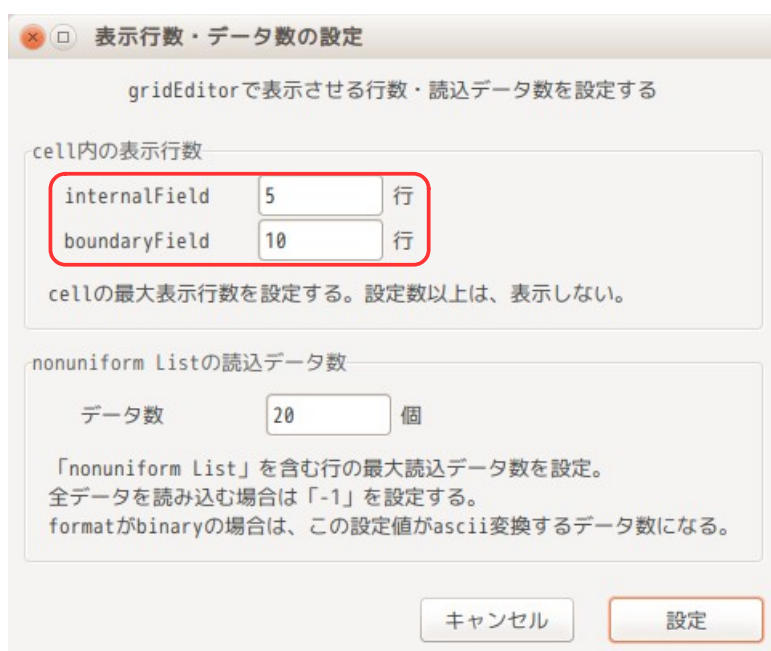 表示行数・データ数の設定
gridEditorで表示させる行数・読込データ数を設定する
cell内の表示行数
internalField 5 行
boundaryField 10 行
cellの最大表示行数を設定する。設定数以上は、表示しない。
nonuniform Listの読込データ数
データ数 20 個
「nonuniform List」を含む行の最大読込データ数を設定。
全データを読み込む場合は「-1」を設定する。
formatがbinaryの場合は、この設定値がascii変換するデータ数になる。
キャンセル 設定